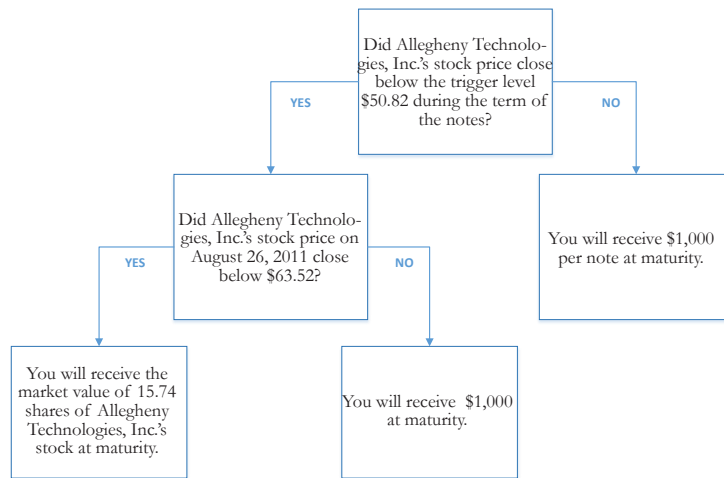 Did Allegheny Technolo-
gies, Inc.'s stock price close
below the trigger level
$50.82 during the term of
the notes?
YES
NO
Did Allegheny Technolo-
gies, Inc.'s stock price on
August 26, 2011 close
below $63.52?
You will receive $1,000
per note at maturity.
YES
NO
You will receive the
market value of 15.74
shares of Allegheny
Technologies, Inc.'s
stock at maturity.
You will receive $1,000
at maturity.